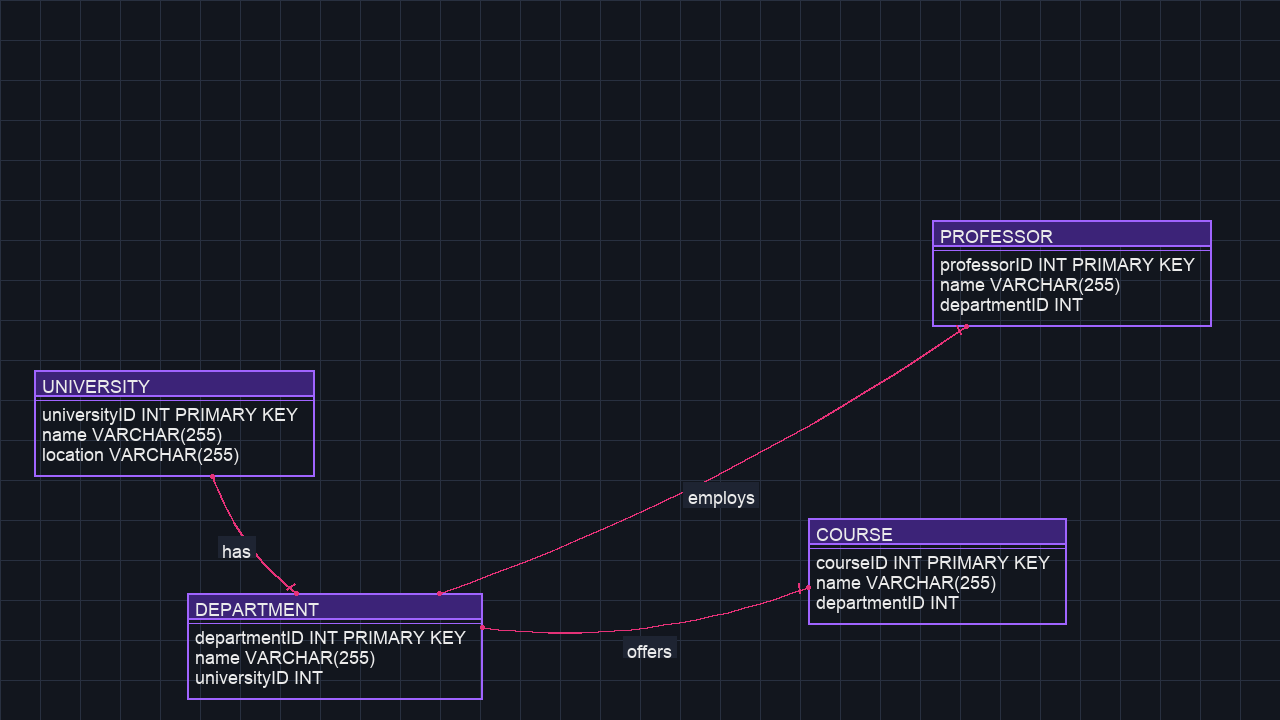 PROFESSOR
professorID INT PRIMARY KEY
name VARCHAR(255)
departmentID INT
UNIVERSITY
universityID INT PRIMARY KEY
name VARCHAR(255)
location VARCHAR(255)
employs
has
COURSE
courseID INT PRIMARY KEY
name VARCHAR(255)
departmentID INT
DEPARTMENT
departmentID INT PRIMARY KEY
name VARCHAR(255)
universityID INT
offers